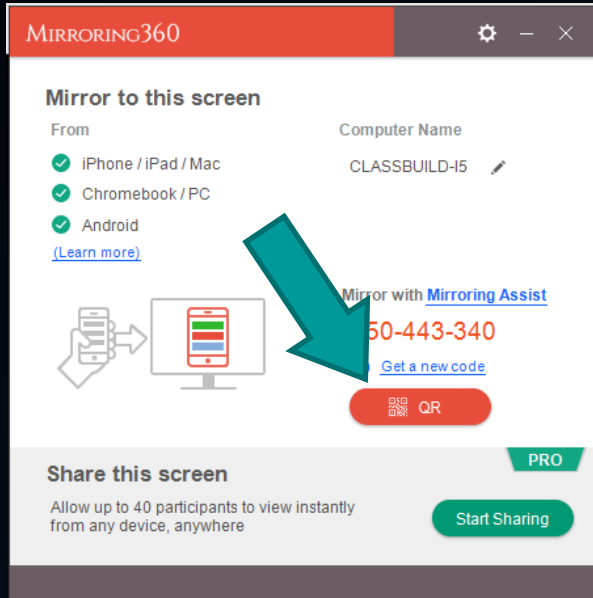 MIRRORING360
Mirror to this screen
From
Computer Name
iPhone / iPad / Mac
CLASSBUILD-I5
Chromebook / PC
Android
(Learn more)
Mirror with Mirroring Assist
50-443-340
Get a new code
QR
PRO
Share this screen
Allow up to 40 participants to view instantly
from any device, anywhere
Start Sharing